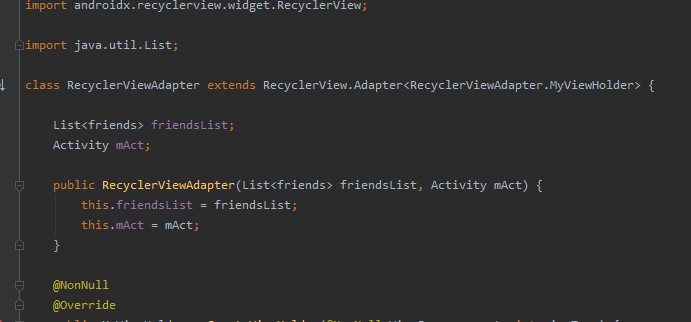 import androidx.recyclerview.widget.RecyclerView;
import java.util.List;
class RecyclerViewAdapter extends RecyclerView.Adapter<RecyclerViewAdapter.MyViewHolder> {
List<friends> friendsList;
Activity mAct;
public RecyclerViewAdapter(List<friends> friendsList, Activity mAct) {
this.friendsList = friendsList;
this.mAct = mAct;
}
@NonNull
@Override